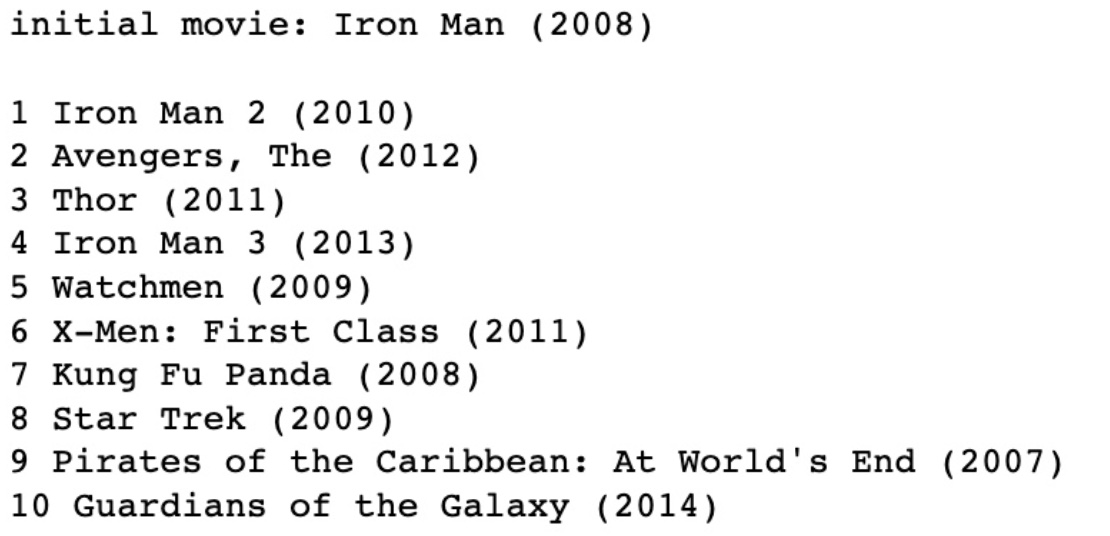 initial movie: Iron Man (2008)
1 Iron Man 2 (2010)
2 Avengers, The (2012)
3 Thor (2011)
4 Iron Man 3 (2013)
5 Watchmen (2009)
6 X-Men: First Class (2011)
7 Kung Fu Panda (2008)
8 Star Trek (2009)
9 Pirates of the Caribbean: At World's End (2007)
10 Guardians of the Galaxy (2014)